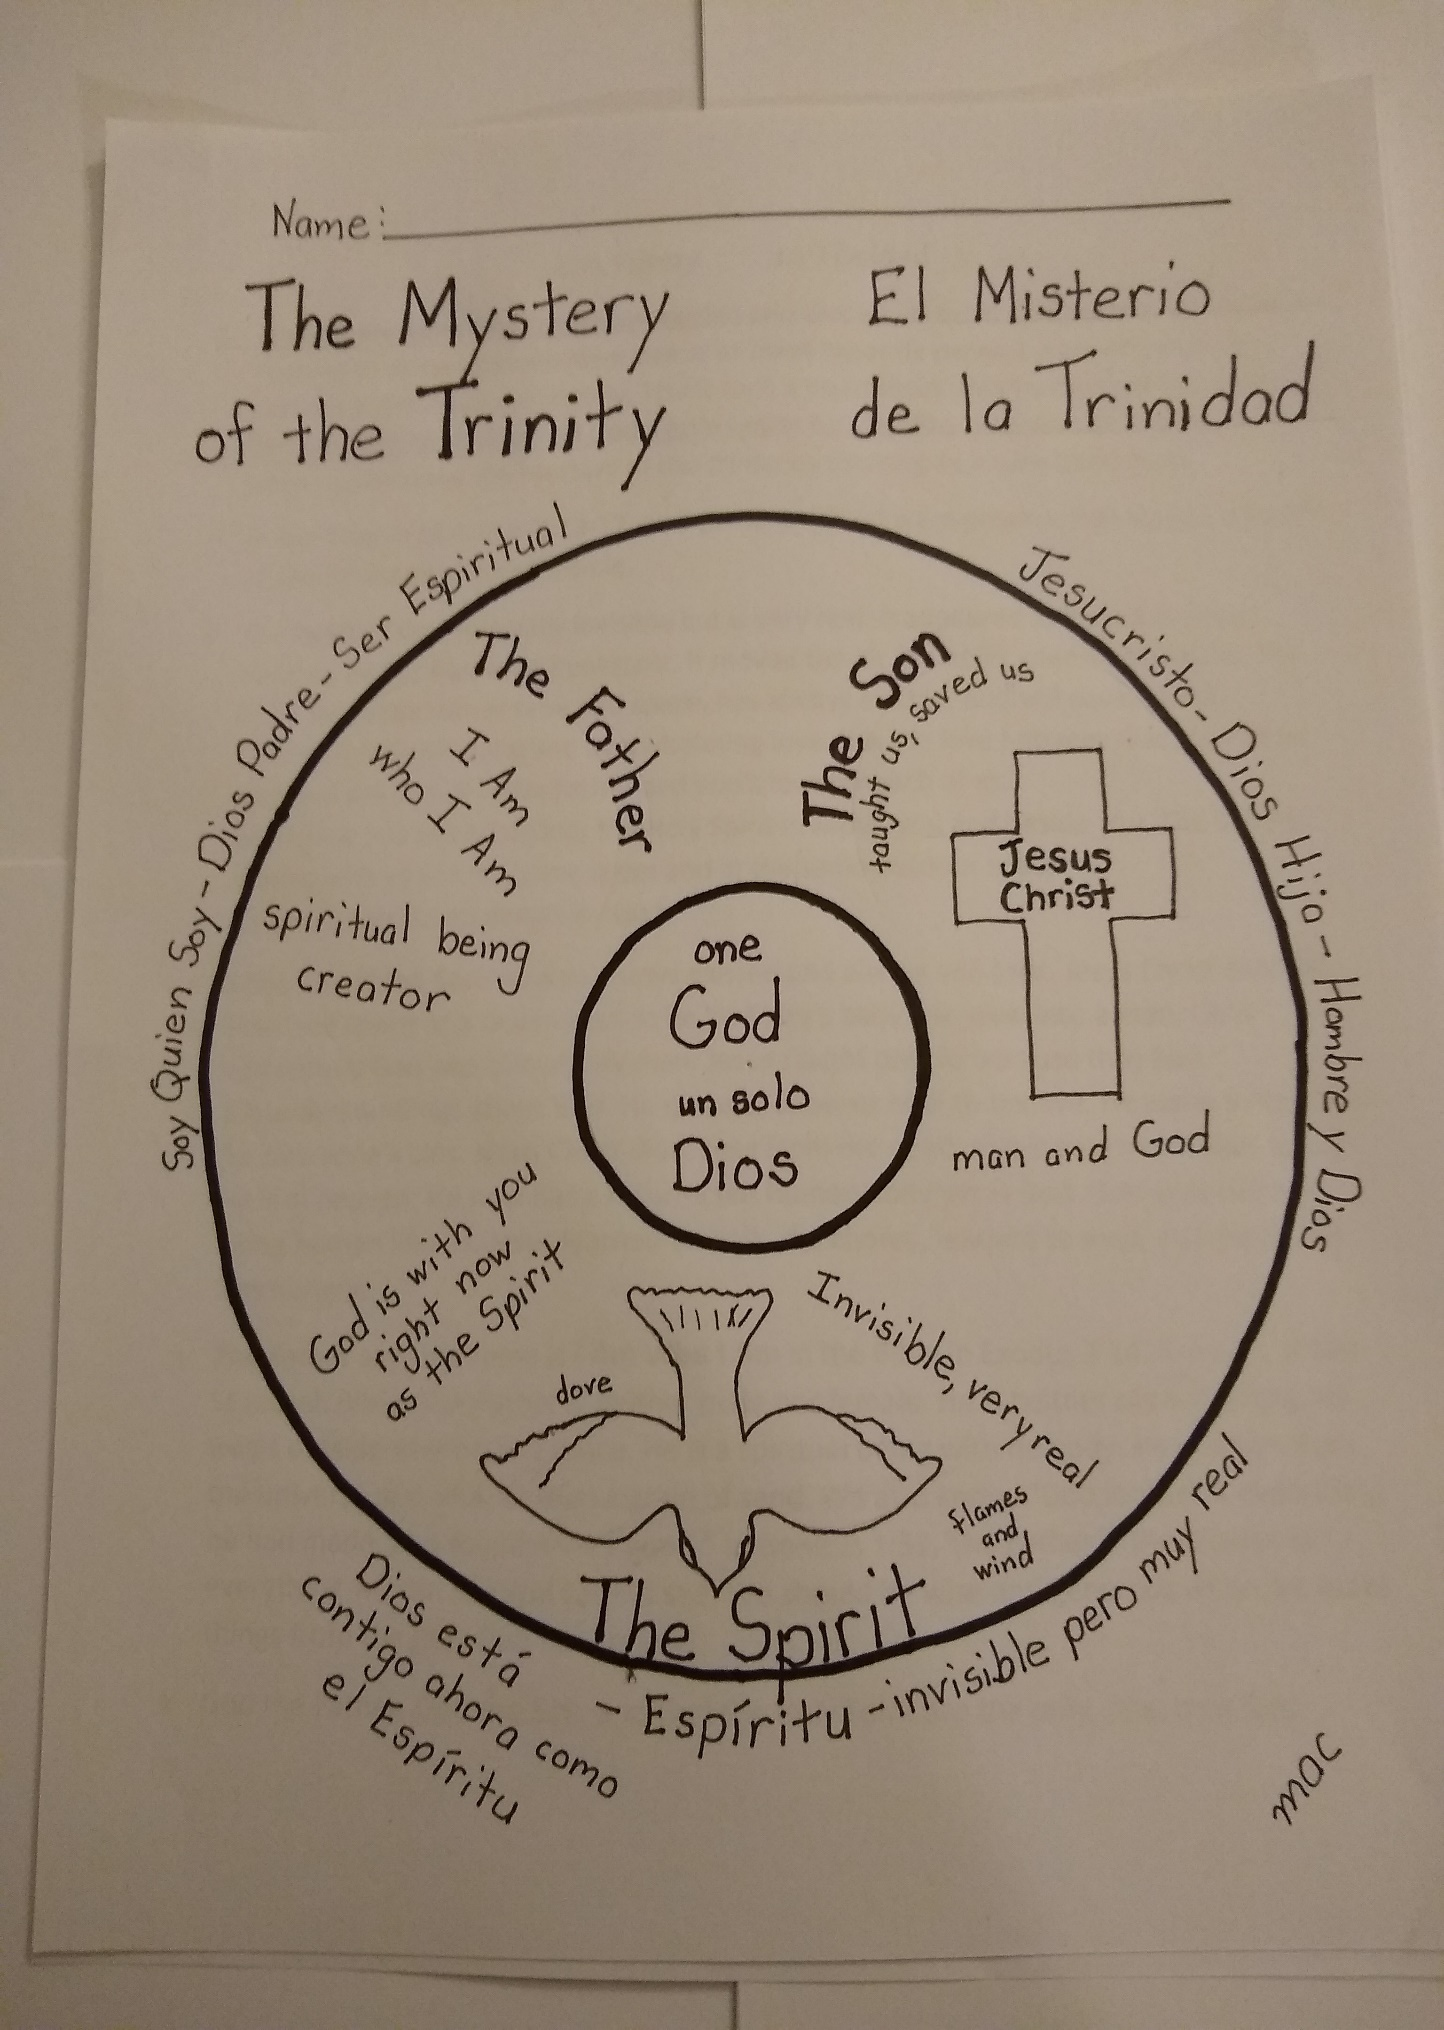 Name:
The Mystery
of the Trinity
El Misterio
de la Trinidad
Soy Quien Soy - Dios Padre - Ser Espiritual
Jesucristo - Dios Hijo - Hombre y Dios
The Father
I Am
who I Am
spiritual being
creator
The Son
taught us, saved us
Jesus
Christ
man and God
one
God
un solo
Dios
God is with you
right now
as the Spirit
dove
Invisible, very real
flames
and
wind
The Spirit
Dios está
contigo ahora como
el Espíritu
- Espíritu - invisible pero muy real
mac